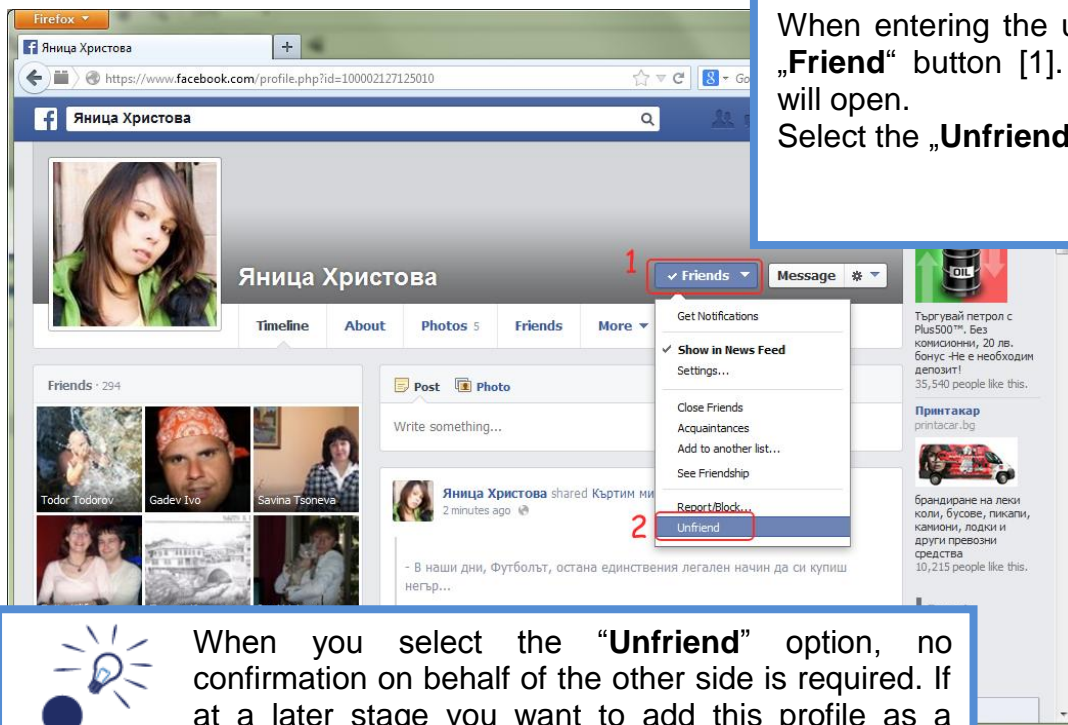 Firefox
Яница Христова
https://www.facebook.com/profile.php?id=100002127125010
Яница Христова
When entering the
„Friend“ button [1].
will open.
Select the „Unfriend
Яница Христова
1
Friends
Message
Timeline About Photos 5 Friends More
Get Notifications
Show in News Feed
Settings...
Close Friends
Acquaintances
Add to another list...
See Friendship
Report/Block...
2
Unfriend
Friends · 294
Todor Todorov
Gadev Ivo
Savina Tsoneva
Post Photo
Write something...
Яница Христова shared Къртим ми
2 minutes ago
- В наши дни, Футболът, остана единствения легален начин да си купиш
негър...
OIL
Търгувай петрол с
Plus500™. Без
комисионни, 20 лв.
бонус -Не е необходим
депозит!
35,540 people like this.
Принтакар
printacar.bg
брандиране на леки
коли, бусове, пикапи,
камиони, лодки и
други превозни
средства
10,215 people like this.
When you select the “Unfriend” option, no
confirmation on behalf of the other side is required. If
at a later stage you want to add this profile as a